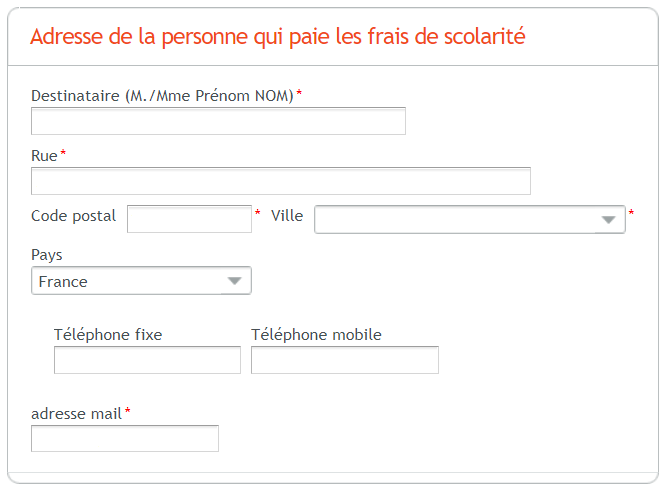 Adresse de la personne qui paie les frais de scolarité
Destinataire (M./Mme Prénom NOM)*
Rue*
Code postal * Ville *
Pays
France
Téléphone fixe Téléphone mobile
adresse mail*